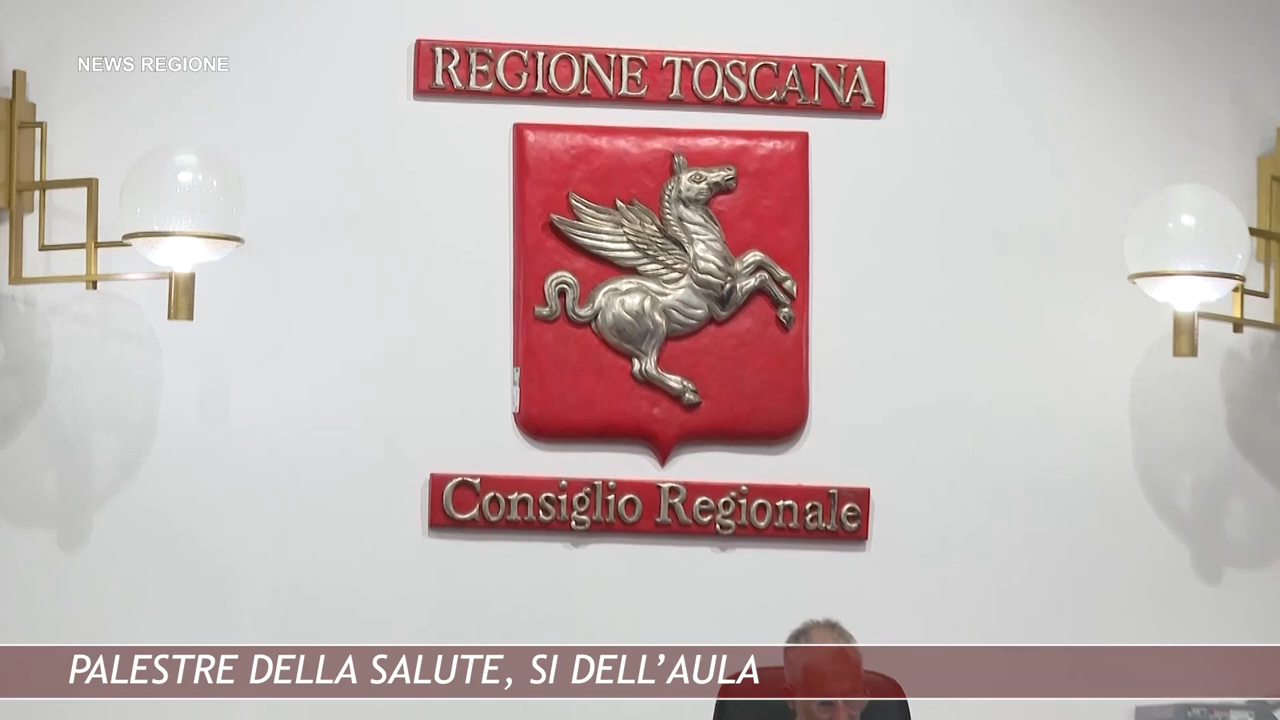 NEWS REGIONE
REGIONE TOSCANA
Consiglio Regionale
PALESTRE DELLA SALUTE, SI DELL'AULA